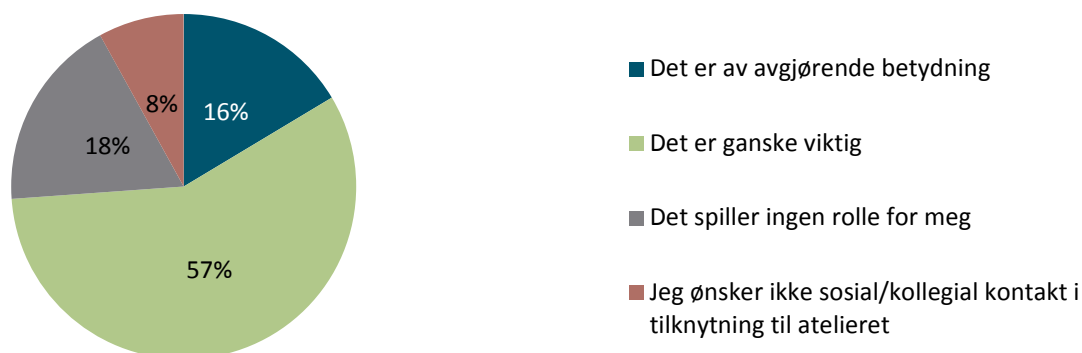 8%
16%
18%
57%
Det er av avgjørende betydning
Det er ganske viktig
Det spiller ingen rolle for meg
Jeg ønsker ikke sosial/kollegial kontakt i
tilknytning til atelieret